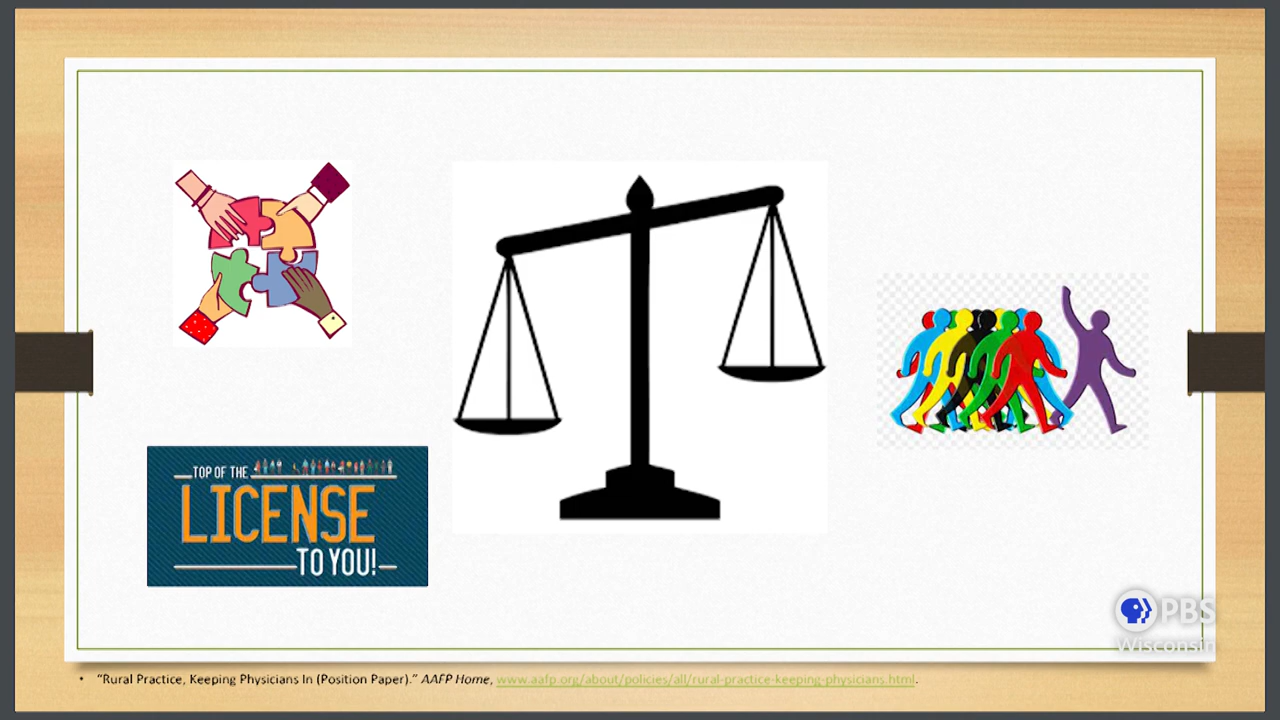 TOP OF THE
LICENSE
TO YOU!
PBS
Wisconsin
• “Rural Practice, Keeping Physicians In (Position Paper).” AAFP Home, www.aafp.org/about/policies/all/rural-practice-keeping-physicians.html.